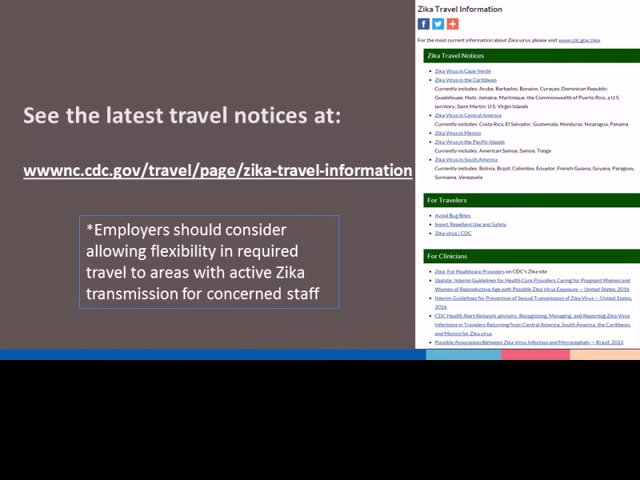 See the latest travel notices at:
wwwnc.cdc.gov/travel/page/zika-travel-information
*Employers should consider
allowing flexibility in required
travel to areas with active Zika
transmission for concerned staff
Zika Travel Information
For the most current information about Zika virus, please visit www.cdc.gov/zika.
Zika Travel Notices
Zika Virus in Cape Verde
Zika Virus in the Caribbean
Currently includes: Aruba; Barbados; Bonaire; Curaçao; Dominican Republic;
Guadeloupe; Haiti; Jamaica; Martinique; the Commonwealth of Puerto Rico, a U.S.
territory; Saint Martin; U.S. Virgin Islands
Zika Virus in Central America
Currently includes: Costa Rica, El Salvador, Guatemala, Honduras, Nicaragua, Panama
Zika Virus in Mexico
Zika Virus in the Pacific Islands
Currently includes: American Samoa, Samoa, Tonga
Zika Virus in South America
Currently includes: Bolivia, Brazil, Colombia, Ecuador, French Guiana, Guyana, Paraguay,
Suriname, Venezuela
For Travelers
Avoid Bug Bites
Insect Repellent Use and Safety
Zika virus | CDC
For Clinicians
Zika: For Healthcare Providers on CDC's Zika site
Update: Interim Guidelines for Health Care Providers Caring for Pregnant Women and
Women of Reproductive Age with Possible Zika Virus Exposure — United States, 2016
Interim Guidelines for Prevention of Sexual Transmission of Zika Virus — United States,
2016
CDC Health Alert Network advisory: Recognizing, Managing, and Reporting Zika Virus
Infections in Travelers Returning from Central America, South America, the Caribbean,
and Mexico for Zika virus
Possible Association Between Zika Virus Infection and Microcephaly — Brazil, 2015